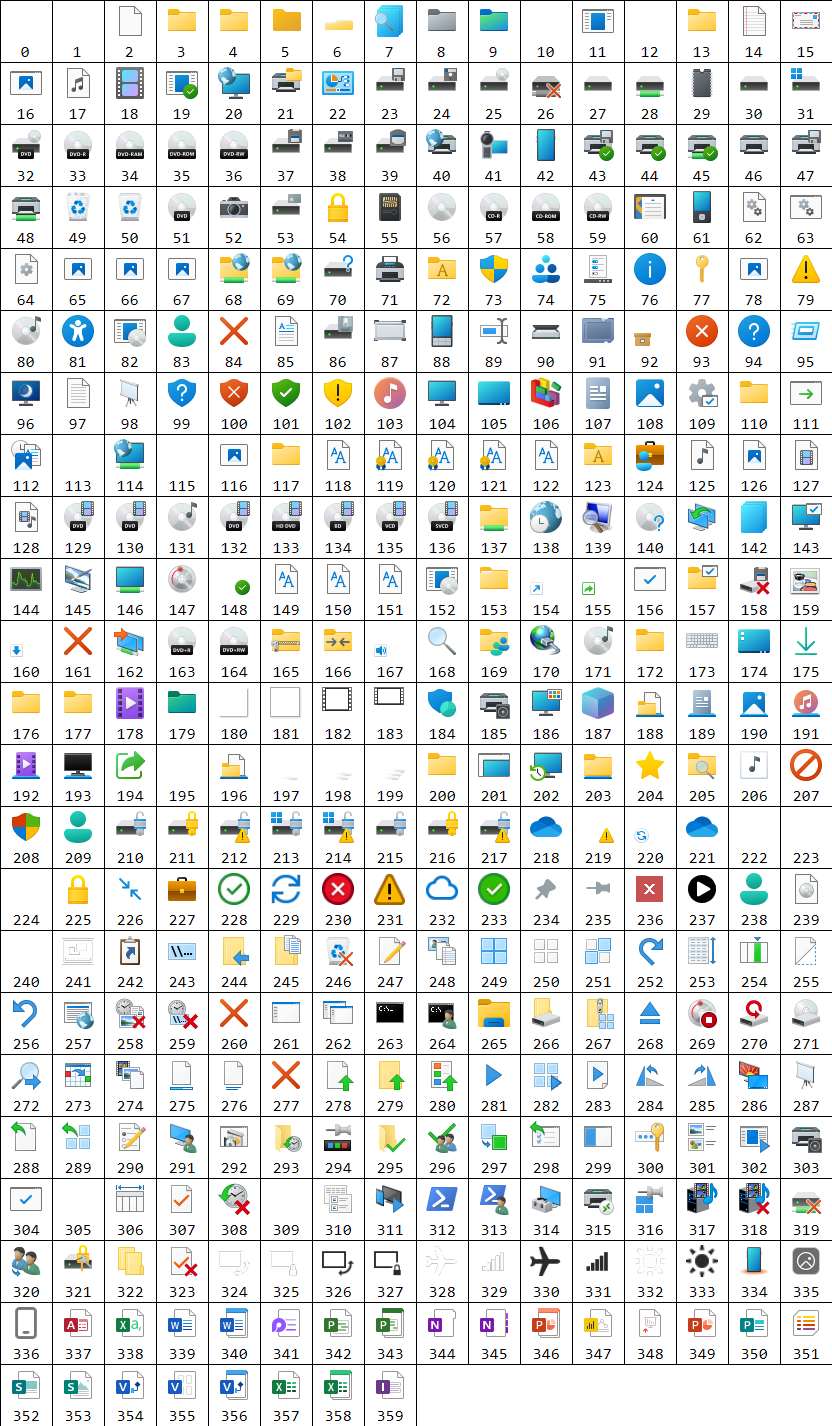 0 1 2 3 4 5 6 7 8 9 10 11 12 13 14 15
16 17 18 19 20 21 22 23 24 25 26 27 28 29 30 31
DVD DVD-R DVD-RAM DVD-ROM DVD-RW
32 33 34 35 36 37 38 39 40 41 42 43 44 45 46 47
DVD CD-R CD-ROM CD-RW
48 49 50 51 52 53 54 55 56 57 58 59 60 61 62 63
A i
64 65 66 67 68 69 70 71 72 73 74 75 76 77 78 79
A ?
80 81 82 83 84 85 86 87 88 89 90 91 92 93 94 95
? !
96 97 98 99 100 101 102 103 104 105 106 107 108 109 110 111
AA AA AA AA AA A
112 113 114 115 116 117 118 119 120 121 122 123 124 125 126 127
DVD DVD DVD HD DVD BD VCD SVCD ?
128 129 130 131 132 133 134 135 136 137 138 139 140 141 142 143
AA AA AA
144 145 146 147 148 149 150 151 152 153 154 155 156 157 158 159
DVD+R DVD+RW
160 161 162 163 164 165 166 167 168 169 170 171 172 173 174 175
176 177 178 179 180 181 182 183 184 185 186 187 188 189 190 191
192 193 194 195 196 197 198 199 200 201 202 203 204 205 206 207
208 209 210 211 212 213 214 215 216 217 218 219 220 221 222 223
224 225 226 227 228 229 230 231 232 233 234 235 236 237 238 239
\\...
240 241 242 243 244 245 246 247 248 249 250 251 252 253 254 255
\\... C:\_ C:\_
256 257 258 259 260 261 262 263 264 265 266 267 268 269 270 271
272 273 274 275 276 277 278 279 280 281 282 283 284 285 286 287
288 289 290 291 292 293 294 295 296 297 298 299 300 301 302 303
304 305 306 307 308 309 310 311 312 313 314 315 316 317 318 319
320 321 322 323 324 325 326 327 328 329 330 331 332 333 334 335
A X a, W W P P N N P P P
336 337 338 339 340 341 342 343 344 345 346 347 348 349 350 351
S S V V V X X I
352 353 354 355 356 357 358 359